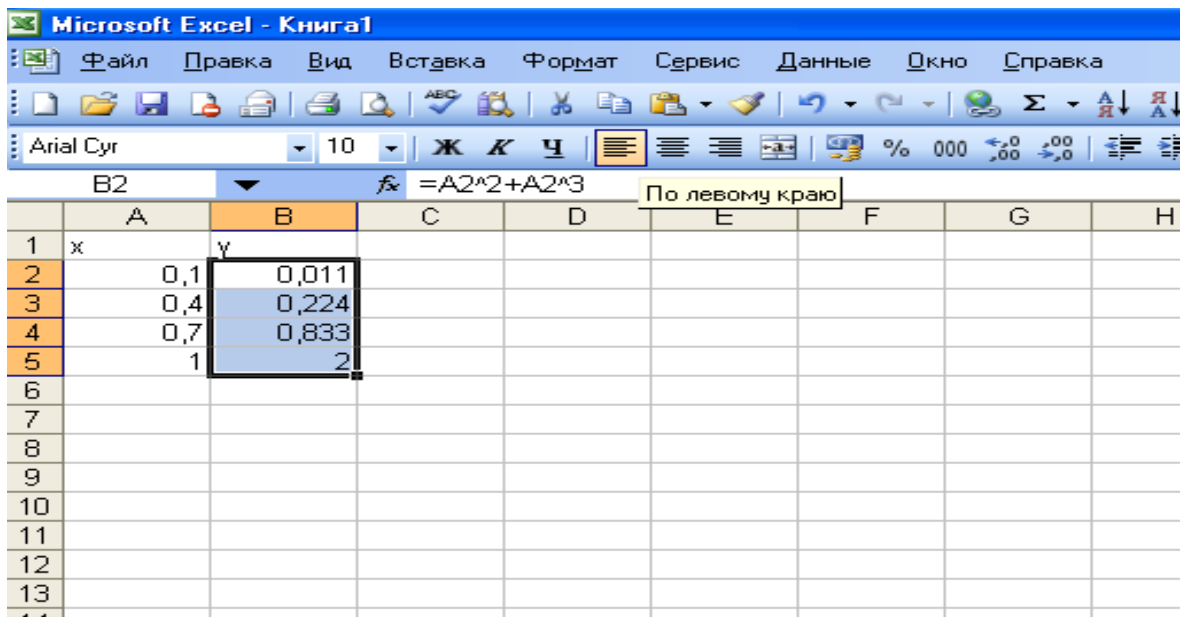 Microsoft Excel - Книга1
Файл Правка Вид Вставка Формат Сервис Данные Окно Справка
ABC Σ А Я Я А
Arial Cyr 10 Ж К Ч a % 000 ,00
B2 fx =A2^2+A2^3
По левому краю
A B C D E F G H
1 x y
2 0,1 0,011
3 0,4 0,224
4 0,7 0,833
5 1 2
6
7
8
9
10
11
12
13